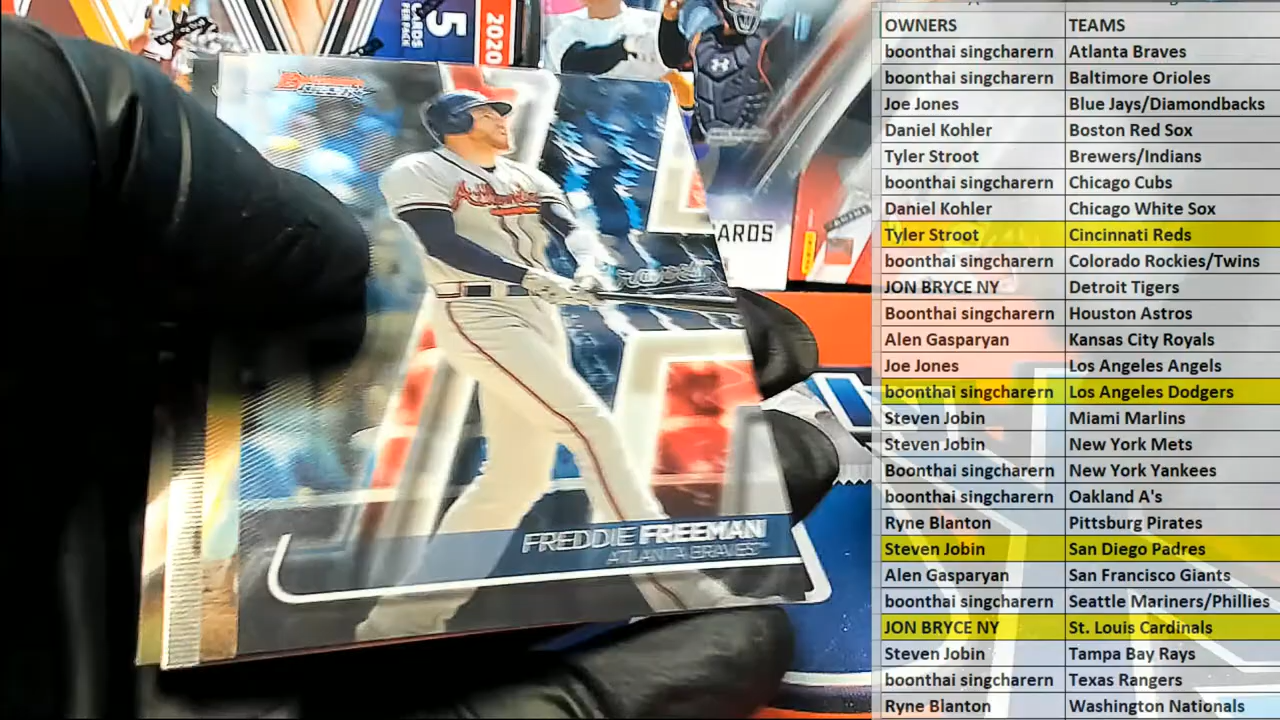 5
CARDS
PER PACK
2020
ARDS
Atlanta
FREDDIE FREEMAN
ATLANTA BRAVES
OWNERS TEAMS
boonthai singcharern Atlanta Braves
boonthai singcharern Baltimore Orioles
Joe Jones Blue Jays/Diamondbacks
Daniel Kohler Boston Red Sox
Tyler Stroot Brewers/Indians
boonthai singcharern Chicago Cubs
Daniel Kohler Chicago White Sox
Tyler Stroot Cincinnati Reds
boonthai singcharern Colorado Rockies/Twins
JON BRYCE NY Detroit Tigers
Boonthai singcharern Houston Astros
Alen Gasparyan Kansas City Royals
Joe Jones Los Angeles Angels
boonthai singcharern Los Angeles Dodgers
Steven Jobin Miami Marlins
Steven Jobin New York Mets
Boonthai singcharern New York Yankees
boonthai singcharern Oakland A's
Ryne Blanton Pittsburg Pirates
Steven Jobin San Diego Padres
Alen Gasparyan San Francisco Giants
boonthai singcharern Seattle Mariners/Phillies
JON BRYCE NY St. Louis Cardinals
Steven Jobin Tampa Bay Rays
boonthai singcharern Texas Rangers
Ryne Blanton Washington Nationals